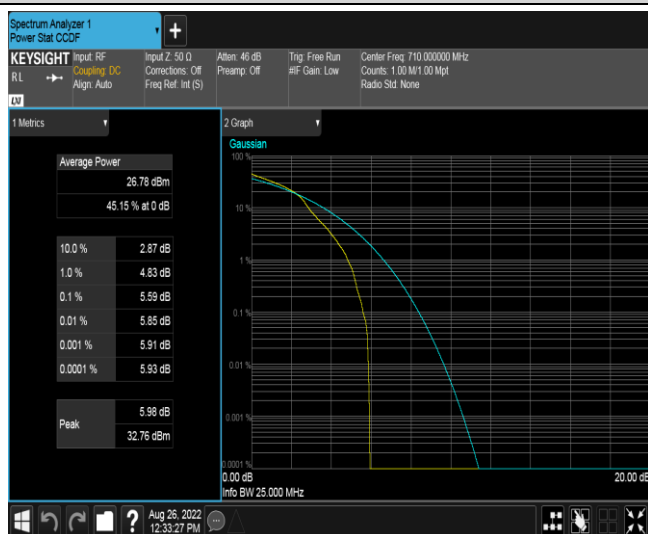 Spectrum Analyzer 1
Power Stat CCDF
KEYSIGHT
RL
LXI
Input: RF
Coupling: DC
Align: Auto
Input Z: 50 Ω
Corrections: Off
Freq Ref: Int (S)
Atten: 46 dB
Preamp: Off
Trig: Free Run
#IF Gain: Low
Center Freq: 710.000000 MHz
Counts: 1.00 M/1.00 Mpt
Radio Std: None
1 Metrics
Average Power
26.78 dBm
45.15 % at 0 dB
10.0 % 2.87 dB
1.0 % 4.83 dB
0.1 % 5.59 dB
0.01 % 5.85 dB
0.001 % 5.91 dB
0.0001 % 5.93 dB
Peak
5.98 dB
32.76 dBm
2 Graph
Gaussian
100 %
10 %
1 %
0.1 %
0.01 %
0.001 %
0.0001 %
0.00 dB
20.00 dB
Info BW 25.000 MHz
?
Aug 26, 2022
12:33:27 PM